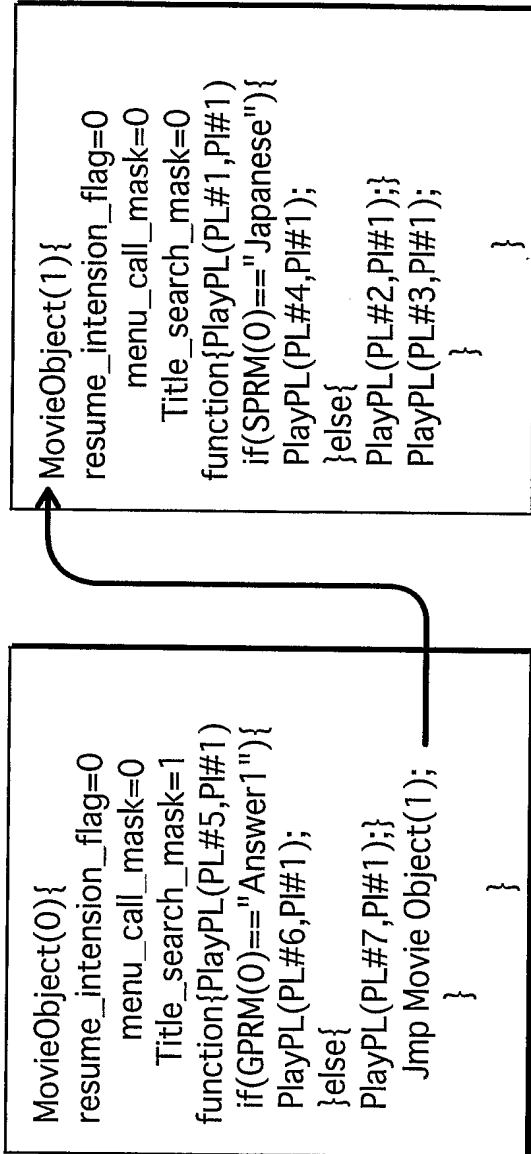 MovieObject(0){
resume_intension_flag=0
menu_call_mask=0
Title_search_mask=1
function{PlayPL(PL#5,PI#1)
if(GPRM(0)=="Answer1"){
PlayPL(PL#6,PI#1);
}else{
PlayPL(PL#7,PI#1);}
Jmp Movie Object(1);
}
}
MovieObject(1){
resume_intension_flag=0
menu_call_mask=0
Title_search_mask=0
function{PlayPL(PL#1,PI#1)
if(SPRM(0)=="Japanese"){
PlayPL(PL#4,PI#1);
}else{
PlayPL(PL#2,PI#1);}
PlayPL(PL#3,PI#1);
}
}